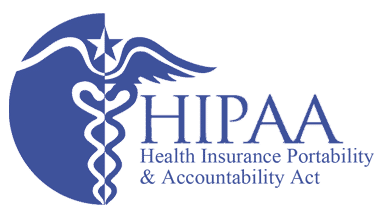 HIPAA
Health Insurance Portability
& Accountability Act